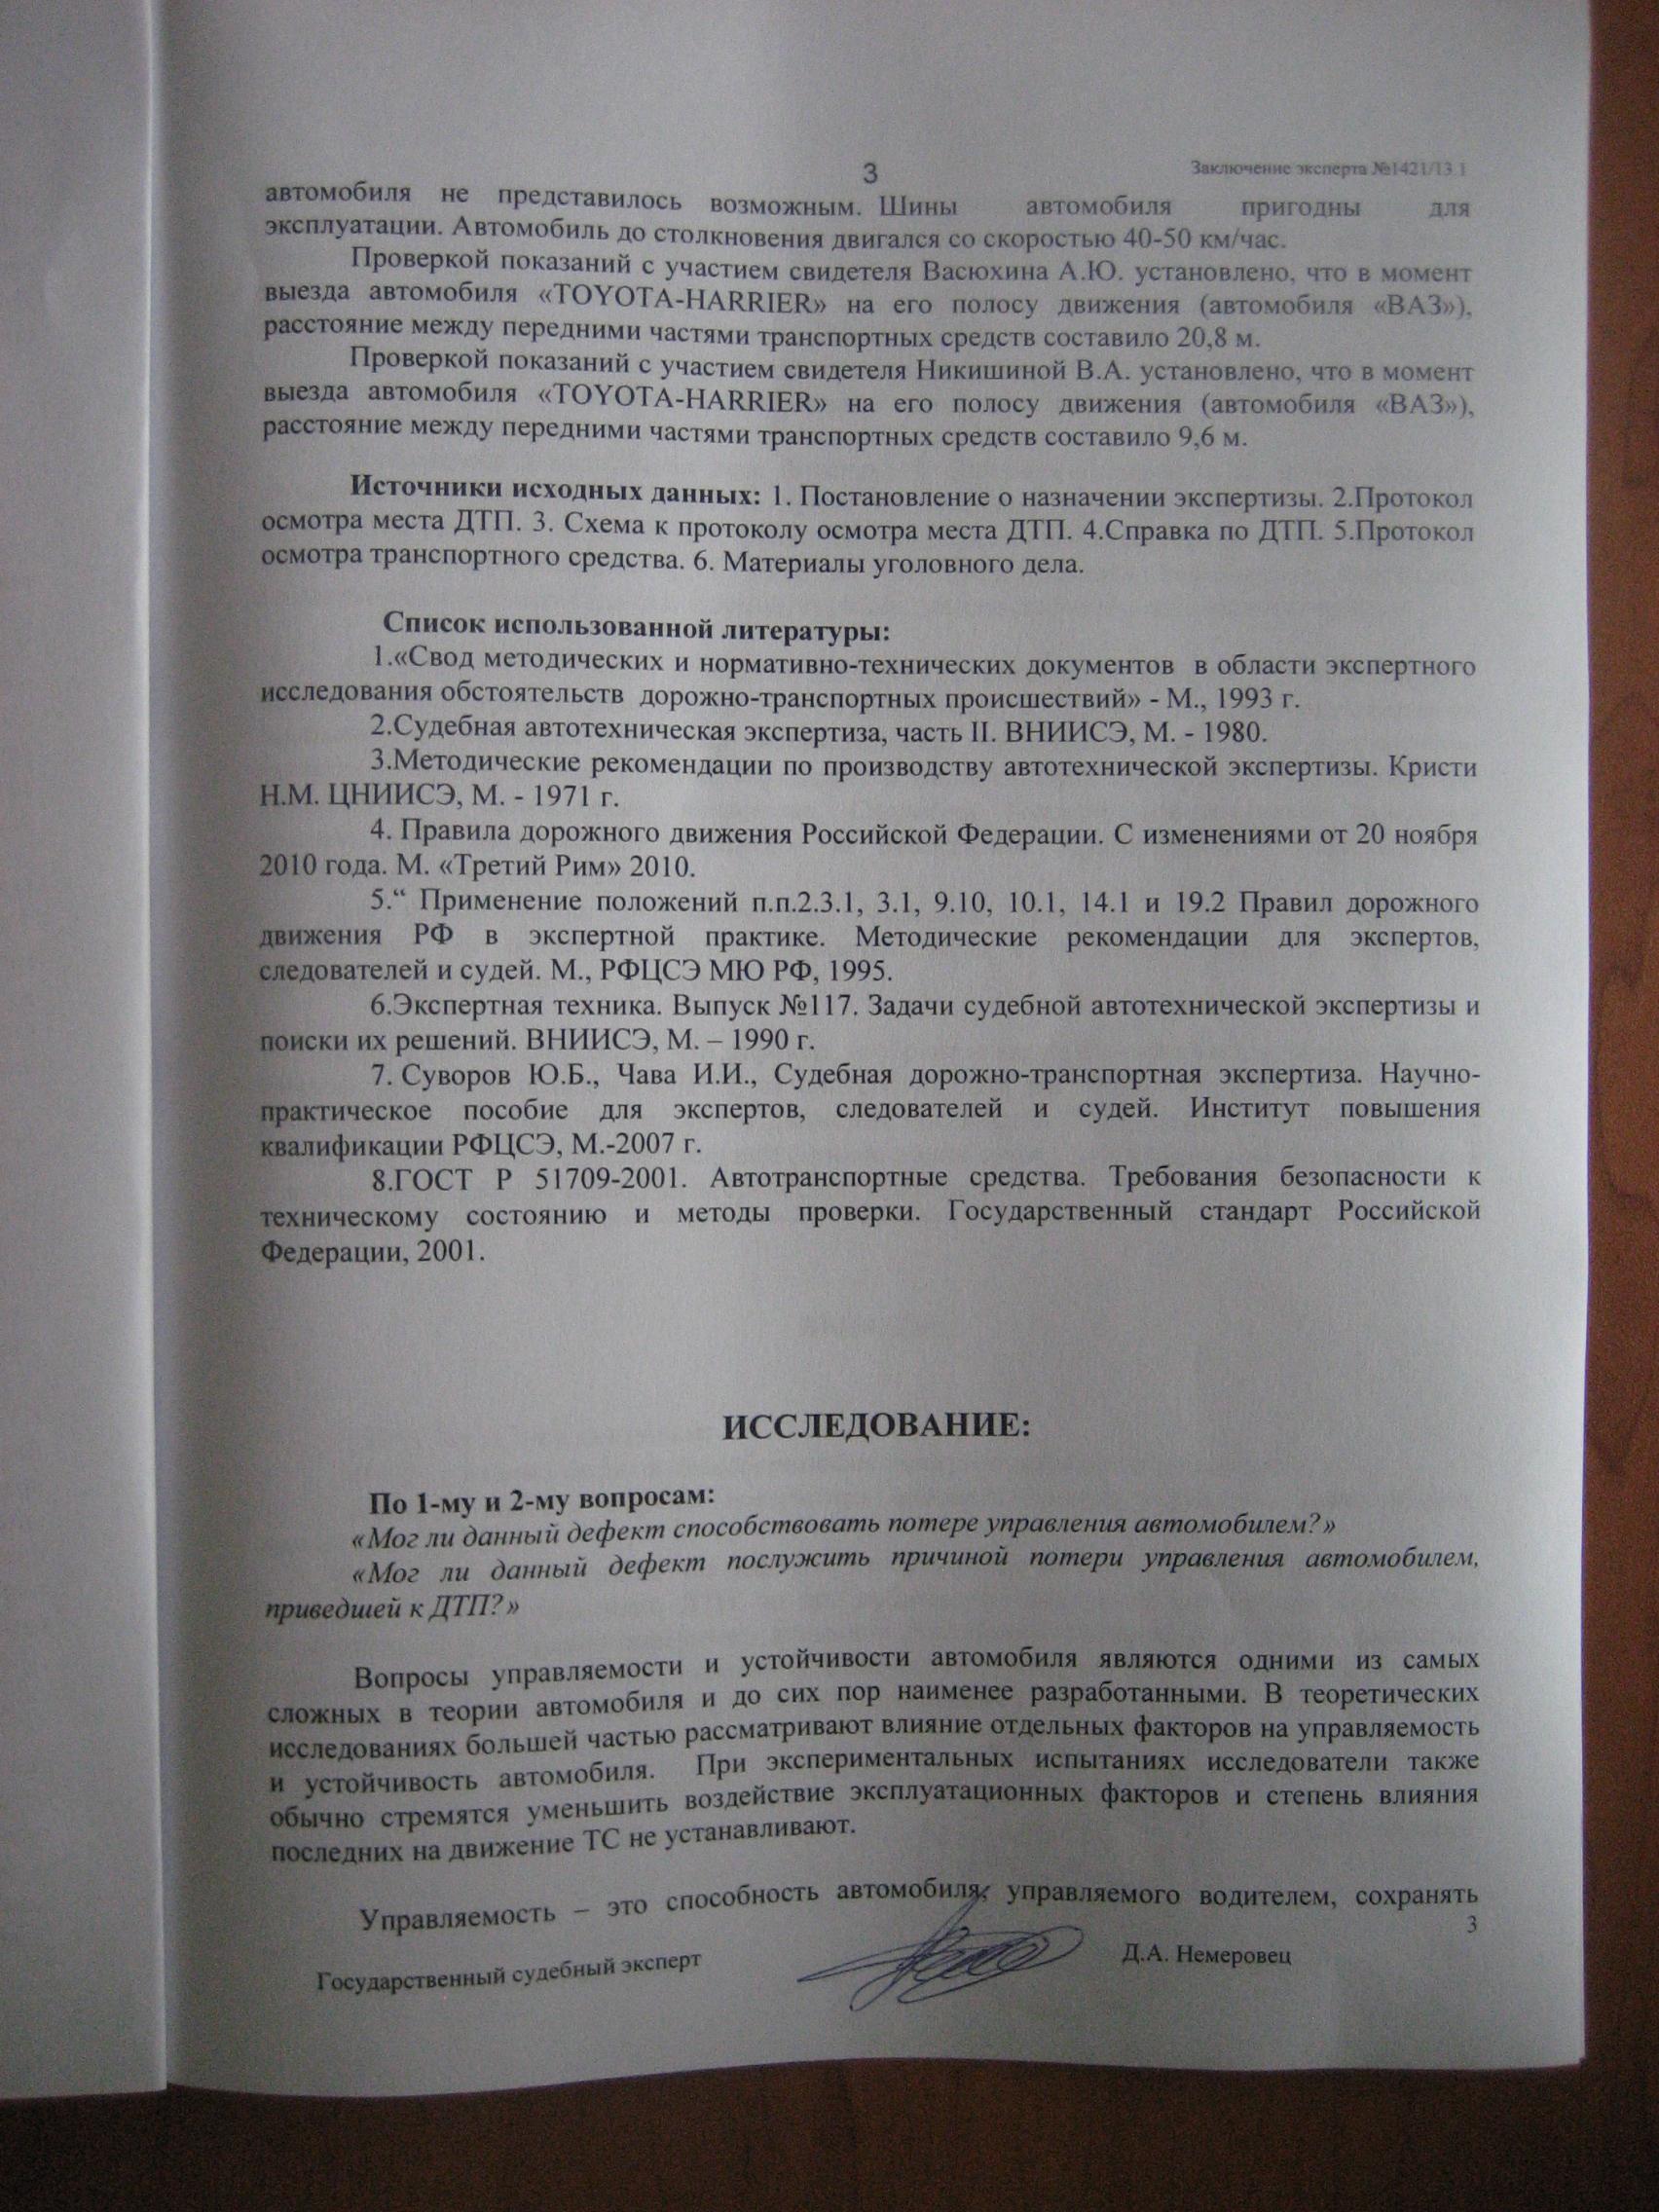 3
Заключение эксперта №1421/13.1
автомобиля не представилось возможным. Шины автомобиля пригодны для
эксплуатации. Автомобиль до столкновения двигался со скоростью 40-50 км/час.
Проверкой показаний с участием свидетеля Васюхина А.Ю. установлено, что в момент
выезда автомобиля «TOYOTA-HARRIER» на его полосу движения (автомобиля «ВАЗ»),
расстояние между передними частями транспортных средств составило 20,8 м.
Проверкой показаний с участием свидетеля Никишиной В.А. установлено, что в момент
выезда автомобиля «TOYOTA-HARRIER» на его полосу движения (автомобиля «ВАЗ»),
расстояние между передними частями транспортных средств составило 9,6 м.
Источники исходных данных: 1. Постановление о назначении экспертизы. 2.Протокол
осмотра места ДТП. 3. Схема к протоколу осмотра места ДТП. 4.Справка по ДТП. 5.Протокол
осмотра транспортного средства. 6. Материалы уголовного дела.
Список использованной литературы:
1.«Свод методических и нормативно-технических документов в области экспертного
исследования обстоятельств дорожно-транспортных происшествий» - М., 1993 г.
2.Судебная автотехническая экспертиза, часть II. ВНИИСЭ, М. - 1980.
3.Методические рекомендации по производству автотехнической экспертизы. Кристи
Н.М. ЦНИИСЭ, М. - 1971 г.
4. Правила дорожного движения Российской Федерации. С изменениями от 20 ноября
2010 года. М. «Третий Рим» 2010.
5.“ Применение положений п.п.2.3.1, 3.1, 9.10, 10.1, 14.1 и 19.2 Правил дорожного
движения РФ в экспертной практике. Методические рекомендации для экспертов,
следователей и судей. М., РФЦСЭ МЮ РФ, 1995.
6.Экспертная техника. Выпуск №117. Задачи судебной автотехнической экспертизы и
поиски их решений. ВНИИСЭ, М. – 1990 г.
7. Суворов Ю.Б., Чава И.И., Судебная дорожно-транспортная экспертиза. Научно-
практическое пособие для экспертов, следователей и судей. Институт повышения
квалификации РФЦСЭ, М.-2007 г.
8.ГОСТ Р 51709-2001. Автотранспортные средства. Требования безопасности к
техническому состоянию и методы проверки. Государственный стандарт Российской
Федерации, 2001.
ИССЛЕДОВАНИЕ:
По 1-му и 2-му вопросам:
«Мог ли данный дефект способствовать потере управления автомобилем?»
«Мог ли данный дефект послужить причиной потери управления автомобилем,
приведшей к ДТП?»
Вопросы управляемости и устойчивости автомобиля являются одними из самых
сложных в теории автомобиля и до сих пор наименее разработанными. В теоретических
исследованиях большей частью рассматривают влияние отдельных факторов на управляемость
и устойчивость автомобиля. При экспериментальных испытаниях исследователи также
обычно стремятся уменьшить воздействие эксплуатационных факторов и степень влияния
последних на движение ТС не устанавливают.
Управляемость – это способность автомобиля, управляемого водителем, сохранять
3
Государственный судебный эксперт Д.А. Немеровец